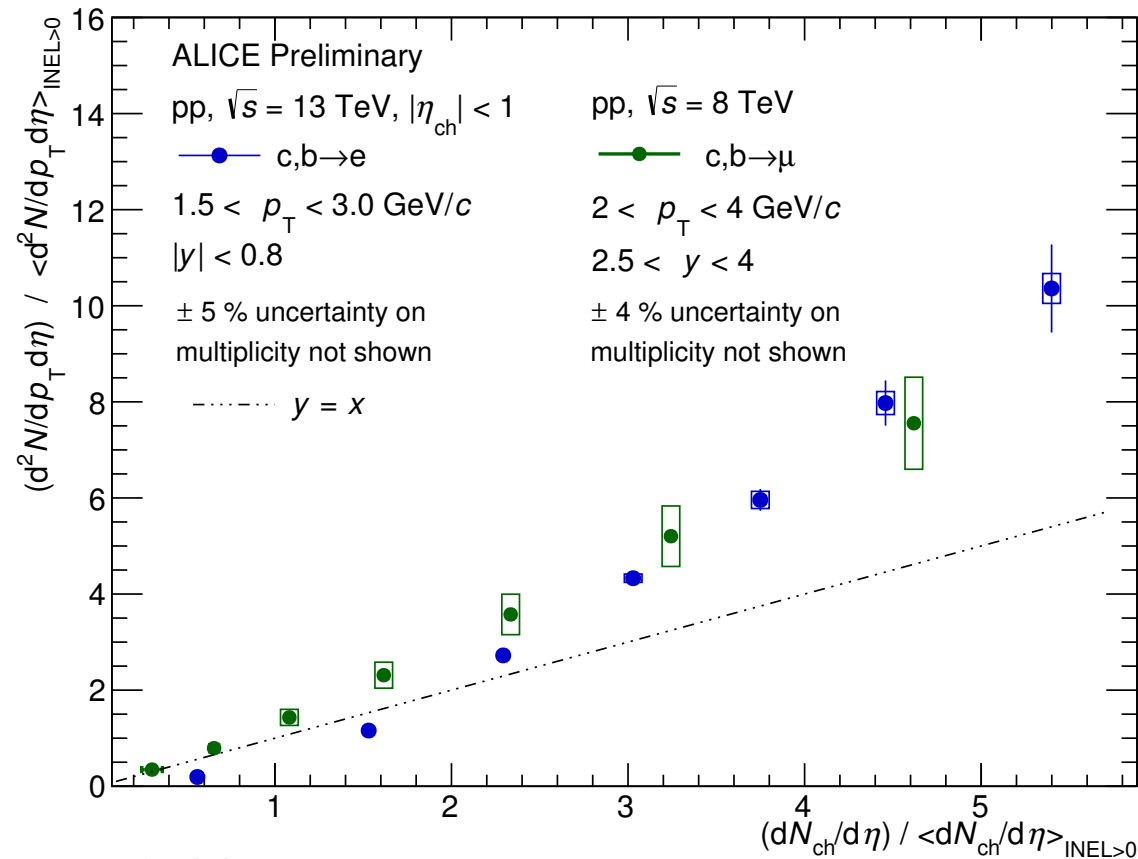 (d²N/dp_T dη) / <d²N/dp_T dη>_INEL>0
16
14
12
10
8
6
4
2
0
ALICE Preliminary
pp, √s = 13 TeV, |η_ch| < 1
c,b→e
1.5 < p_T < 3.0 GeV/c
|y| < 0.8
± 5 % uncertainty on
multiplicity not shown
y = x
pp, √s = 8 TeV
c,b→μ
2 < p_T < 4 GeV/c
2.5 < y < 4
± 4 % uncertainty on
multiplicity not shown
1 2 3 4 5
(dN_ch/dη) / <dN_ch/dη>_INEL>0